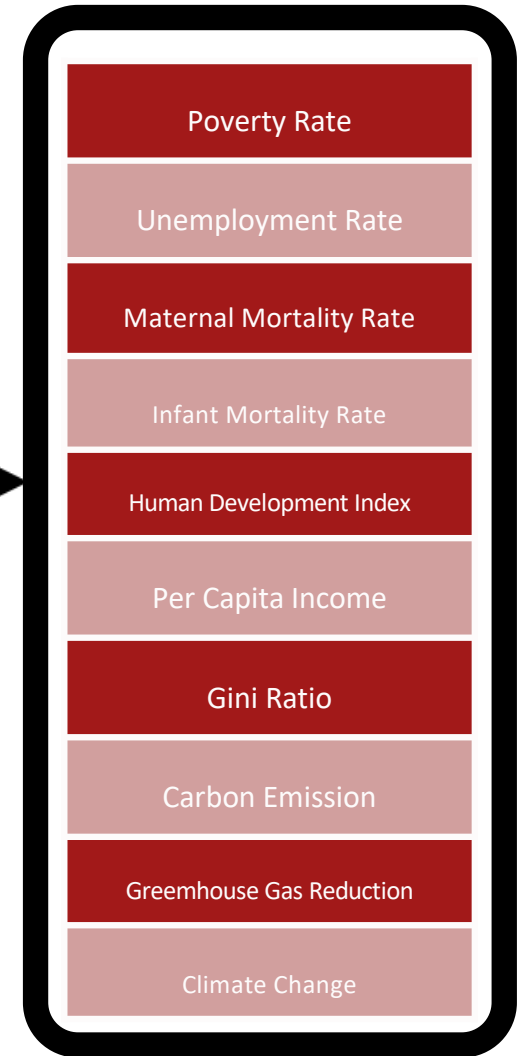 Poverty Rate
Unemployment Rate
Maternal Mortality Rate
Infant Mortality Rate
Human Development Index
Per Capita Income
Gini Ratio
Carbon Emission
Greemhouse Gas Reduction
Climate Change